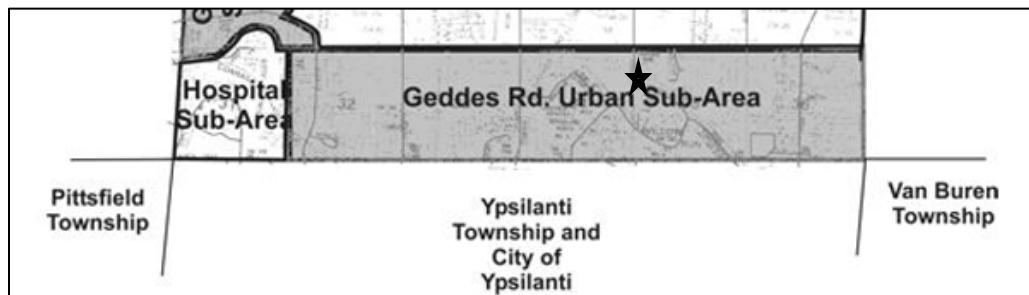 G
S
Hospital
Sub-Area
31
32
Geddes Rd. Urban Sub-Area
Pittsfield
Township
Ypsilanti
Township and
City of
Ypsilanti
Van Buren
Township